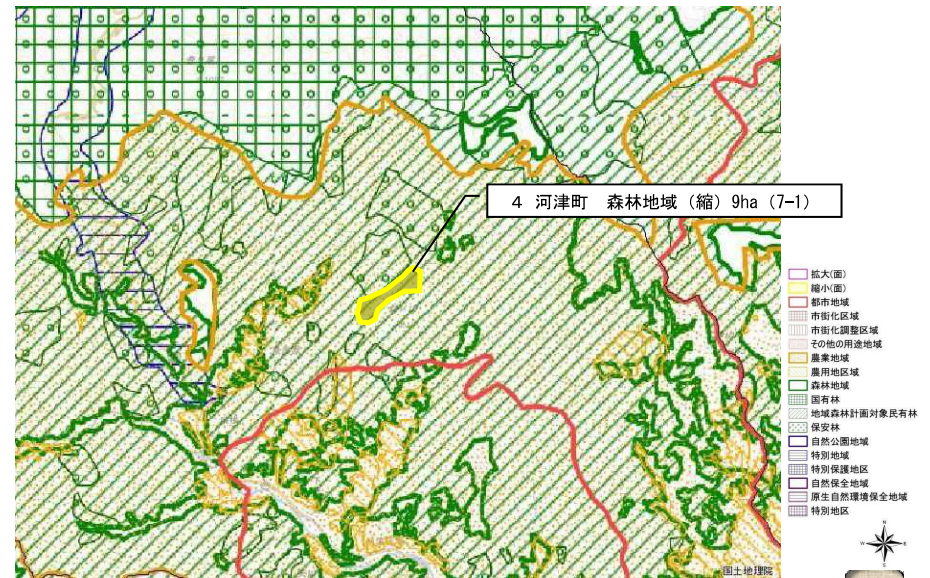 4 河津町 森林地域（縮）9ha（7-1）
拡大(面)
縮小(面)
都市地域
市街化区域
市街化調整区域
その他の用途地域
農業地域
農用地区域
森林地域
国有林
地域森林計画対象民有林
保安林
自然公園地域
特別地域
特別保護地区
自然保全地域
原生自然環境保全地域
特別地区
N
W
E
S
国土地理院